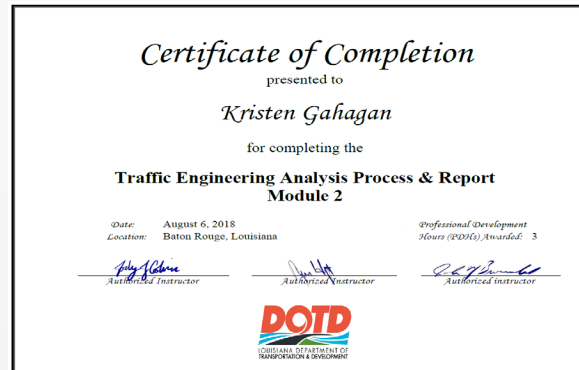 Certificate of Completion
presented to
Kristen Gahagan
for completing the
Traffic Engineering Analysis Process & Report
Module 2
Date: August 6, 2018
Location: Baton Rouge, Louisiana
Professional Development
Hours (PDHs) Awarded: 3
Authorized Instructor
Authorized Instructor
Authorized instructor
DOTD
LOUISIANA DEPARTMENT OF
TRANSPORTATION & DEVELOPMENT